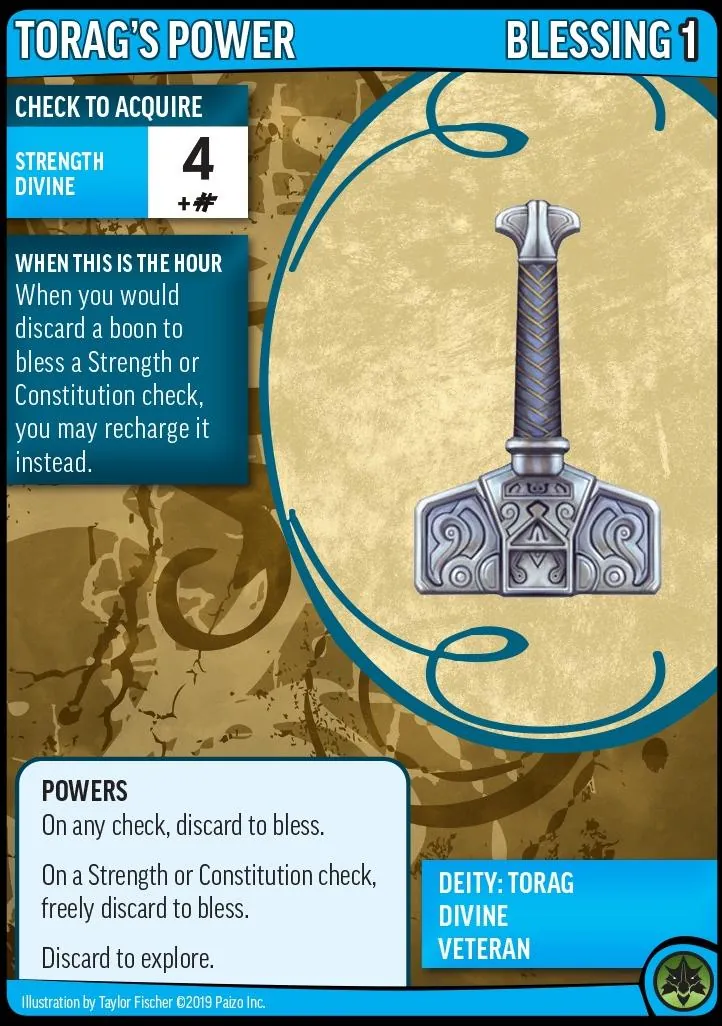 TORAG'S POWER
BLESSING 1
CHECK TO ACQUIRE
STRENGTH
DIVINE
4
+#
WHEN THIS IS THE HOUR
When you would
discard a boon to
bless a Strength or
Constitution check,
you may recharge it
instead.
POWERS
On any check, discard to bless.
On a Strength or Constitution check,
freely discard to bless.
Discard to explore.
DEITY: TORAG
DIVINE
VETERAN
Illustration by Taylor Fischer ©2019 Paizo Inc.